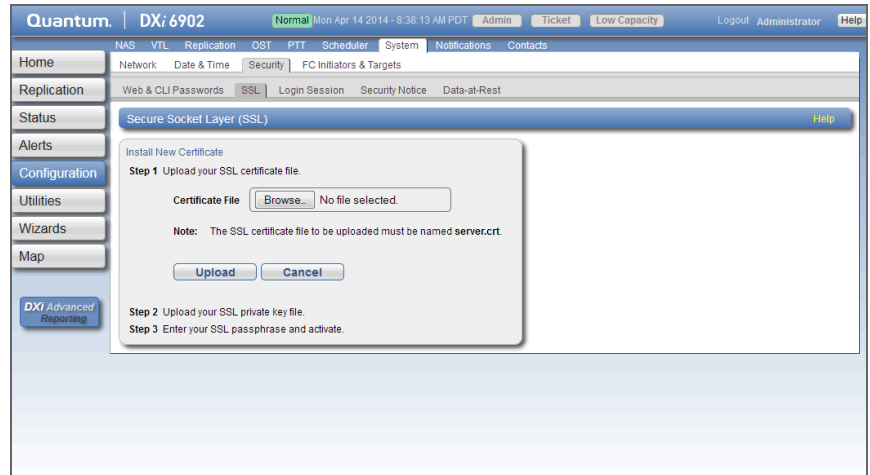 Quantum. DXi 6902 Normal Mon Apr 14 2014 - 8:38:13 AM PDT Admin Ticket Low Capacity Logout Administrator Help
NAS VTL Replication OST PTT Scheduler System Notifications Contacts
Home Network Date & Time Security FC Initiators & Targets
Replication Web & CLI Passwords SSL Login Session Security Notice Data-at-Rest
Status Secure Socket Layer (SSL) Help
Alerts
Install New Certificate
Configuration Step 1 Upload your SSL certificate file.
Utilities Certificate File Browse... No file selected.
Wizards Note: The SSL certificate file to be uploaded must be named server.crt.
Map
Upload Cancel
DXi Advanced
Reporting
Step 2 Upload your SSL private key file.
Step 3 Enter your SSL passphrase and activate.